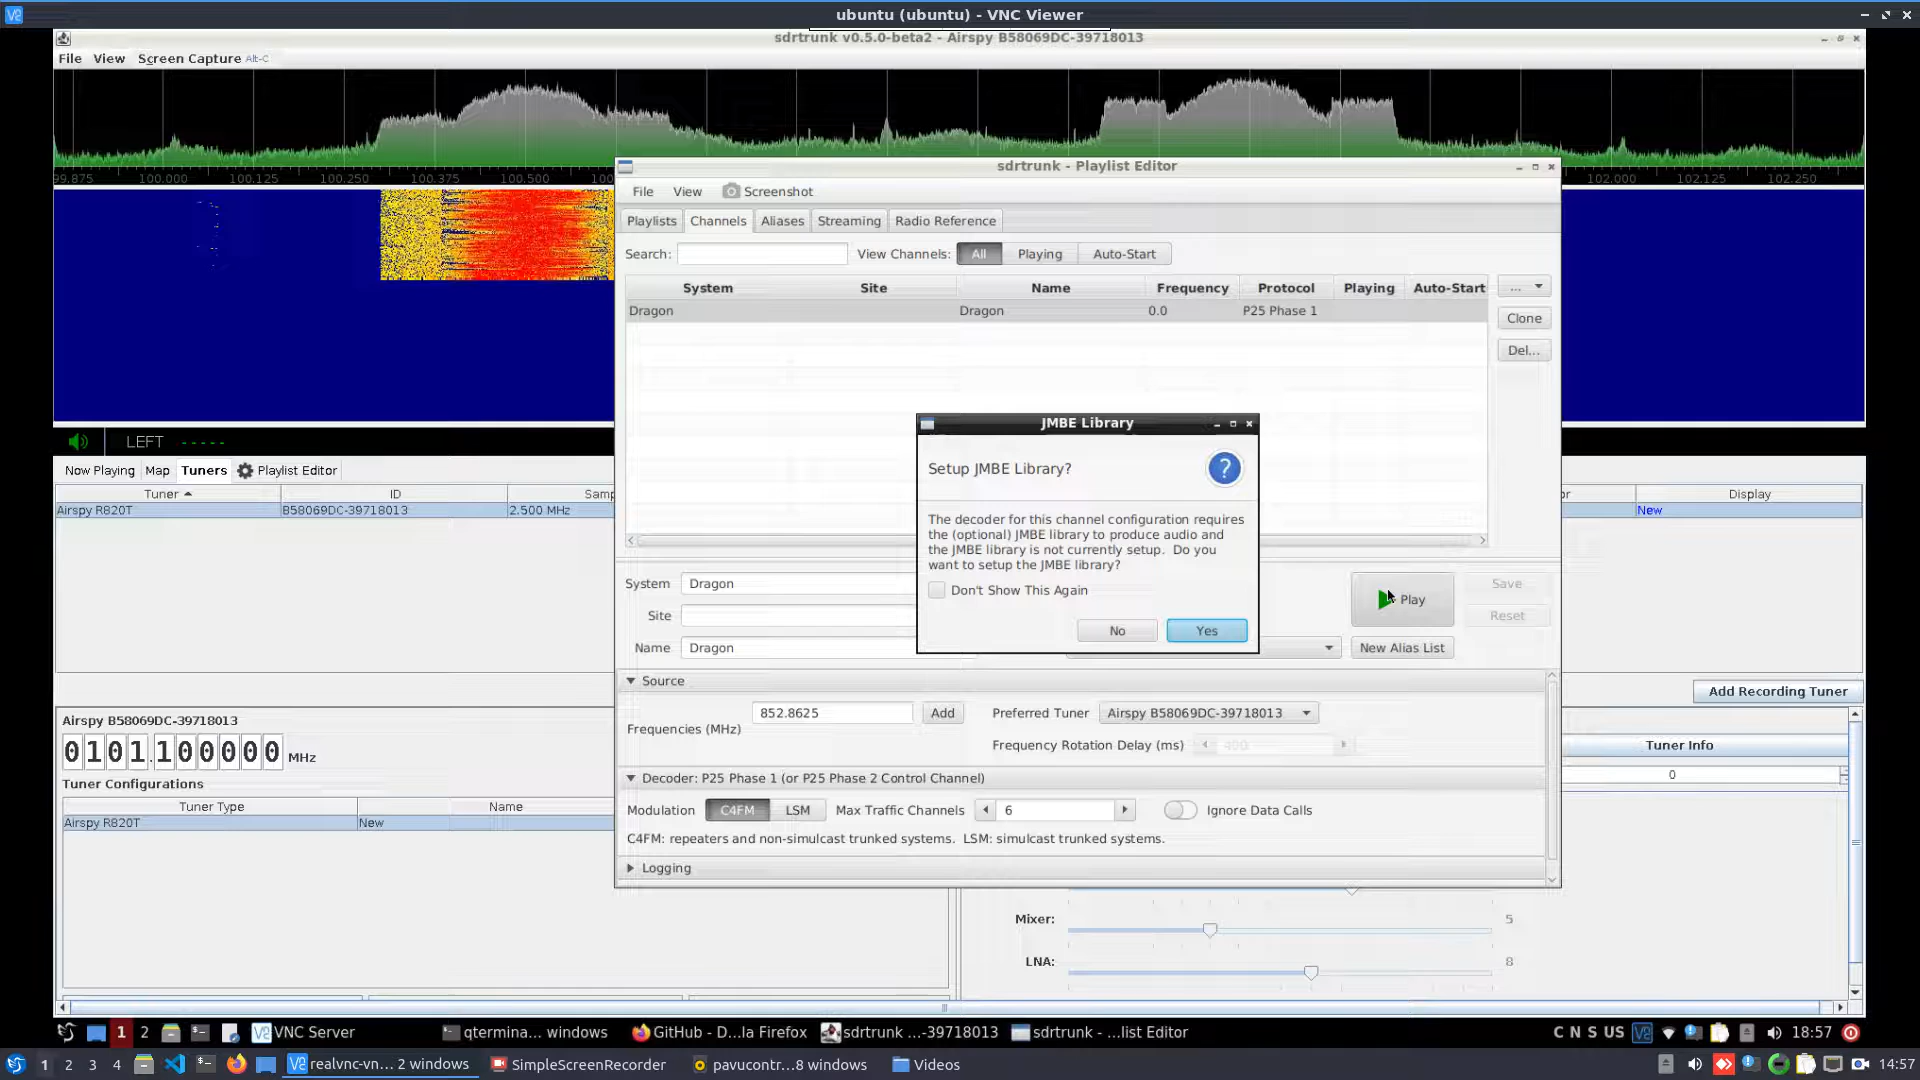 ubuntu (ubuntu) - VNC Viewer
sdrtrunk v0.5.0-beta2 - Airspy B58069DC-39718013
File View Screen Capture Alt-C
99.875 100.000 100.125 100.250 100.375 100.500 102.000 102.125 102.250
sdrtrunk - Playlist Editor
File View Screenshot
Playlists Channels Aliases Streaming Radio Reference
Search: View Channels: All Playing Auto-Start
System Site Name Frequency Protocol Playing Auto-Start ...
Dragon Dragon 0.0 P25 Phase 1
Clone
Del...
JMBE Library
Setup JMBE Library?
The decoder for this channel configuration requires
the (optional) JMBE library to produce audio and
the JMBE library is not currently setup. Do you
want to setup the JMBE library?
Don't Show This Again
No Yes
LEFT -----
Now Playing Map Tuners Playlist Editor
Tuner ID Samp Display
Airspy R820T B58069DC-39718013 2.500 MHz New
System Dragon
Site
Name Dragon
Play
Save
Reset
New Alias List
Source
Frequencies (MHz) 852.8625 Add Preferred Tuner Airspy B58069DC-39718013
Frequency Rotation Delay (ms) 400
Decoder: P25 Phase 1 (or P25 Phase 2 Control Channel)
Modulation C4FM LSM Max Traffic Channels 6 Ignore Data Calls
C4FM: repeaters and non-simulcast trunked systems. LSM: simulcast trunked systems.
Logging
Add Recording Tuner
Tuner Info
0
Airspy B58069DC-39718013
0101.100000 MHz
Tuner Configurations
Tuner Type Name
Airspy R820T New
Mixer: 5
LNA: 8
1 2 VNC Server qtermina... windows GitHub - D...la Firefox sdrtrunk ...-39718013 sdrtrunk - ...list Editor C N S US 18:57
1 2 3 4 realvnc-vn... 2 windows SimpleScreenRecorder pavucontr...8 windows Videos 14:57